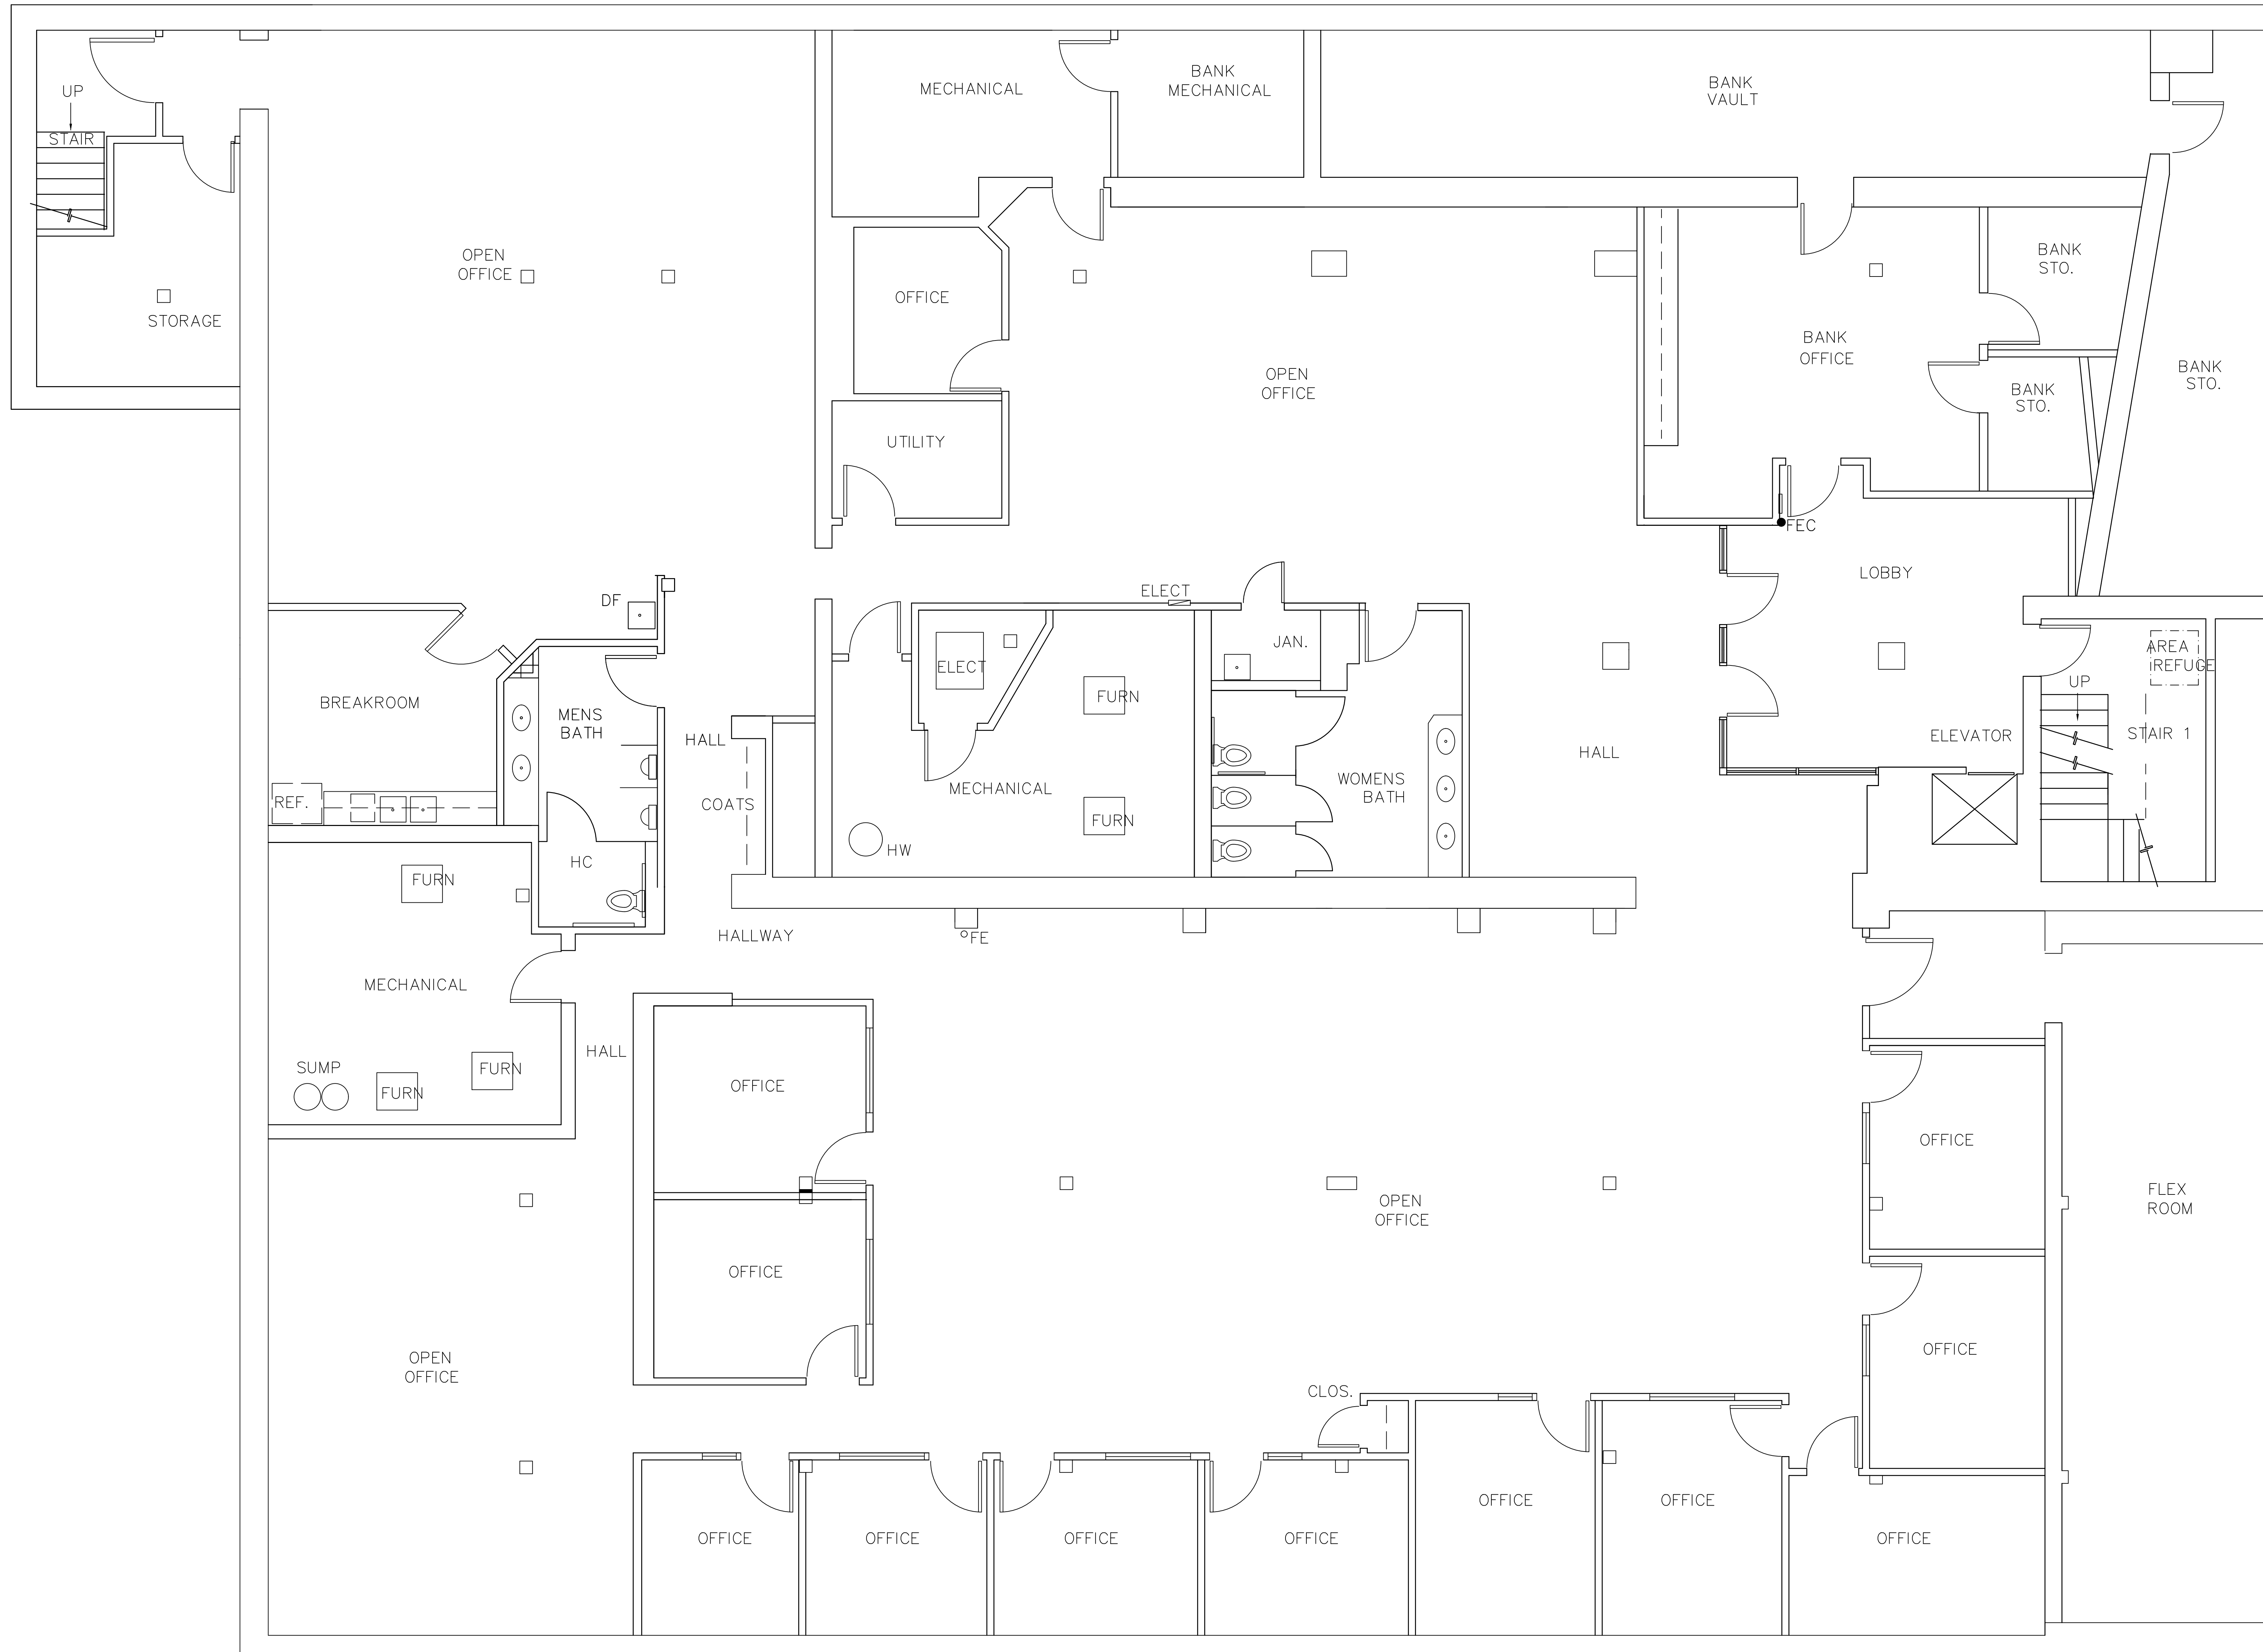 UP
STAIR
STORAGE
OPEN
OFFICE
MECHANICAL
BANK
MECHANICAL
BANK
VAULT
OFFICE
UTILITY
OPEN
OFFICE
BANK
OFFICE
BANK
STO.
BANK
STO.
BANK
STO.
FEC
LOBBY
DF
ELECT
JAN.
ELECT
FURN
AREA
REFUGE
UP
STAIR 1
ELEVATOR
BREAKROOM
MENS
BATH
HALL
HALL
REF.
COATS
MECHANICAL
WOMENS
BATH
FURN
HW
HC
FURN
HALLWAY
FE
MECHANICAL
HALL
SUMP
FURN
FURN
OFFICE
OFFICE
OPEN
OFFICE
OFFICE
FLEX
ROOM
OFFICE
OPEN
OFFICE
CLOS.
OFFICE
OFFICE
OFFICE
OFFICE
OFFICE
OFFICE
OFFICE